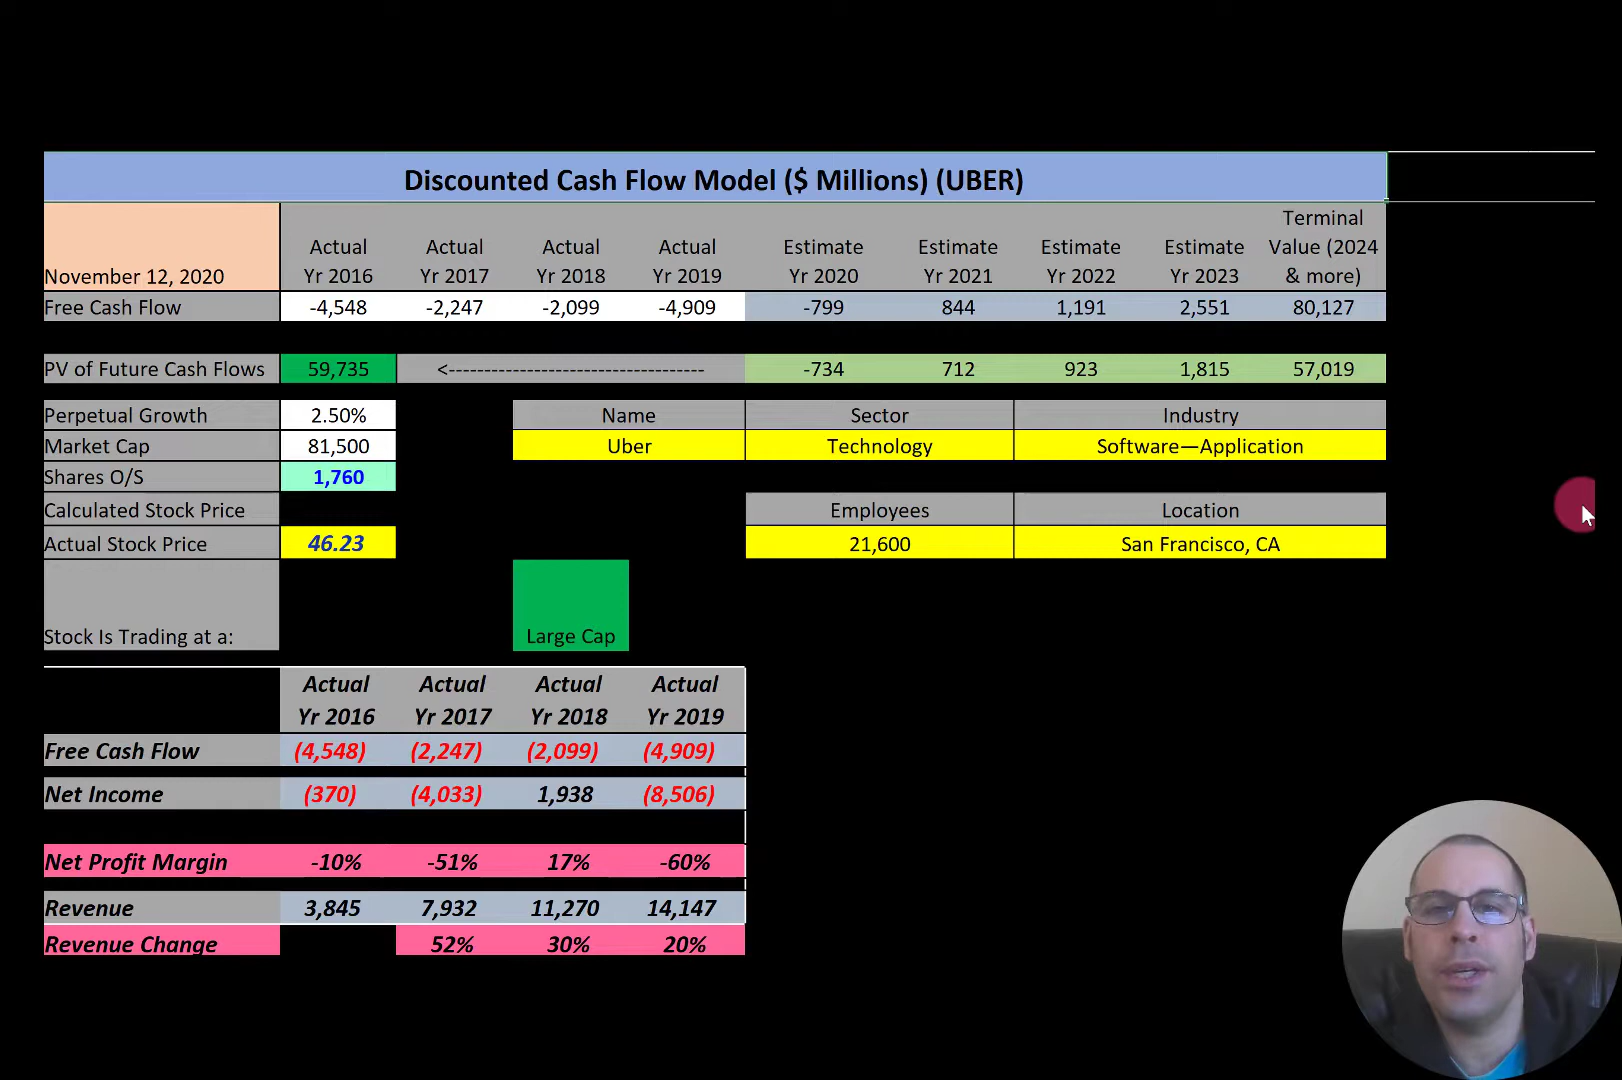 Discounted Cash Flow Model ($ Millions) (UBER)
November 12, 2020 Actual Yr 2016 Actual Yr 2017 Actual Yr 2018 Actual Yr 2019 Estimate Yr 2020 Estimate Yr 2021 Estimate Yr 2022 Estimate Yr 2023 Terminal Value (2024 & more)
Free Cash Flow -4,548 -2,247 -2,099 -4,909 -799 844 1,191 2,551 80,127
PV of Future Cash Flows 59,735 <------------------------------------- -734 712 923 1,815 57,019
Perpetual Growth 2.50% Name Sector Industry
Market Cap 81,500 Uber Technology Software—Application
Shares O/S 1,760
Calculated Stock Price Employees Location
Actual Stock Price 46.23 21,600 San Francisco, CA
Stock Is Trading at a: Large Cap
Actual Yr 2016 Actual Yr 2017 Actual Yr 2018 Actual Yr 2019
Free Cash Flow (4,548) (2,247) (2,099) (4,909)
Net Income (370) (4,033) 1,938 (8,506)
Net Profit Margin -10% -51% 17% -60%
Revenue 3,845 7,932 11,270 14,147
Revenue Change 52% 30% 20%